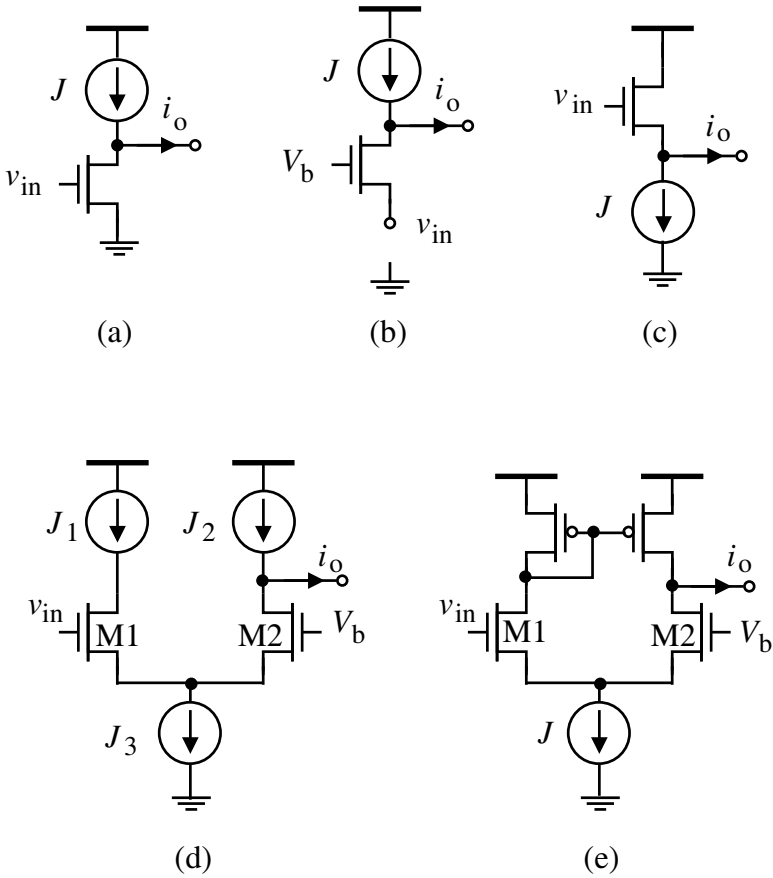 J
i_o
v_in
(a)
J
i_o
V_b
v_in
(b)
v_in
i_o
J
(c)
J_1
J_2
i_o
v_in
M1
M2
V_b
J_3
(d)
i_o
v_in
M1
M2
V_b
J
(e)